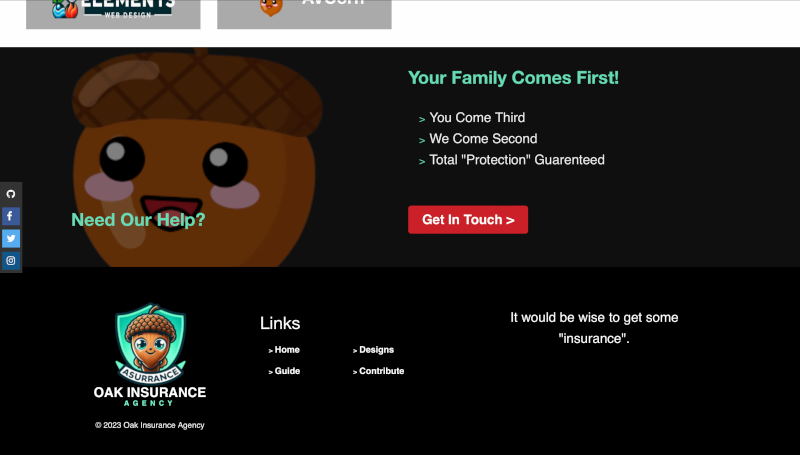 ELEMENTS
WEB DESIGN
Your Family Comes First!
> You Come Third
> We Come Second
> Total "Protection" Guarenteed
Need Our Help?
Get In Touch >
ASURRANCE
OAK INSURANCE
AGENCY
© 2023 Oak Insurance Agency
Links
> Home
> Designs
> Guide
> Contribute
It would be wise to get some
"insurance".